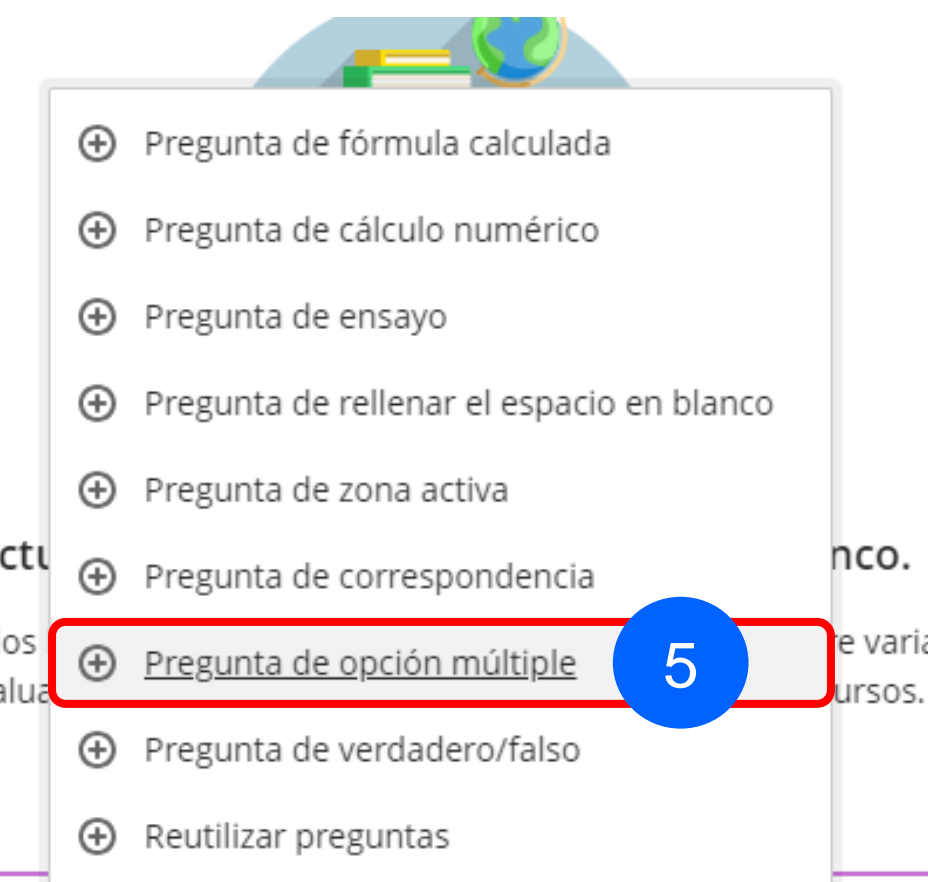 Pregunta de fórmula calculada
Pregunta de cálculo numérico
Pregunta de ensayo
Pregunta de rellenar el espacio en blanco
Pregunta de zona activa
Pregunta de correspondencia
Pregunta de opción múltiple
5
Pregunta de verdadero/falso
Reutilizar preguntas